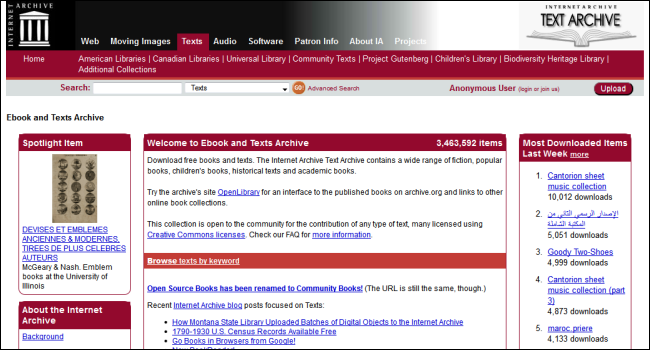 INTERNET
ARCHIVE
INTERNET ARCHIVE
TEXT ARCHIVE
Web Moving Images Texts Audio Software Patron Info About IA Projects
Home American Libraries | Canadian Libraries | Universal Library | Community Texts | Project Gutenberg | Children's Library | Biodiversity Heritage Library |
Additional Collections
Search: Texts GO! Advanced Search Anonymous User (login or join us) Upload
Ebook and Texts Archive
Spotlight Item
DEVISES ET EMBLEMES
ANCIENNES & MODERNES,
TIREES DE PLUS CELEBRES
AUTEURS
McGeary & Nash. Emblem
books at the University of
Illinois
About the Internet
Archive
Background
Welcome to Ebook and Texts Archive 3,463,592 items
Download free books and texts. The Internet Archive Text Archive contains a wide range of fiction, popular
books, children's books, historical texts and academic books.
Try the archive's site OpenLibrary for an interface to the published books on archive.org and links to other
online book collections.
This collection is open to the community for the contribution of any type of text, many licensed using
Creative Commons licenses. Check our FAQ for more information.
Browse texts by keyword
Open Source Books has been renamed to Community Books! (The URL is still the same, though.)
Recent Internet Archive blog posts focused on Texts:
• How Montana State Library Uploaded Batches of Digital Objects to the Internet Archive
• 1790-1930 U.S. Census Records Available Free
• Go Books in Browsers from Google!
Most Downloaded Items
Last Week more
1. Cantorion sheet
music collection
10,012 downloads
2. الإصدار الرسمي الثاني من
المكتبة الشاملة
5,051 downloads
3. Goody Two-Shoes
4,999 downloads
4. Cantorion sheet
music collection (part
3)
4,873 downloads
5. maroc.priere
4,133 downloads